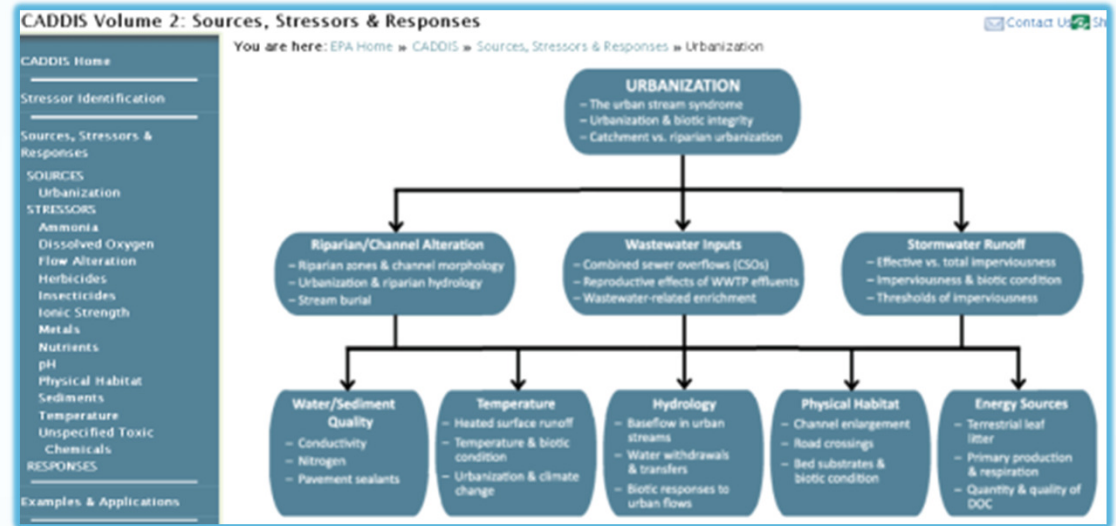 CADDIS Volume 2: Sources, Stressors & Responses
Contact Us
Sh
You are here: EPA Home » CADDIS » Sources, Stressors & Responses » Urbanization
CADDIS Home
Stressor Identification
Sources, Stressors &
Responses
SOURCES
Urbanization
STRESSORS
Ammonia
Dissolved Oxygen
Flow Alteration
Herbicides
Insecticides
Ionic Strength
Metals
Nutrients
pH
Physical Habitat
Sediments
Temperature
Unspecified Toxic
Chemicals
RESPONSES
Examples & Applications
URBANIZATION
– The urban stream syndrome
– Urbanization & biotic integrity
– Catchment vs. riparian urbanization
Riparian/Channel Alteration
– Riparian zones & channel morphology
– Urbanization & riparian hydrology
– Stream burial
Wastewater Inputs
– Combined sewer overflows (CSOs)
– Reproductive effects of WWTP effluents
– Wastewater-related enrichment
Stormwater Runoff
– Effective vs. total imperviousness
– Imperviousness & biotic condition
– Thresholds of imperviousness
Water/Sediment
Quality
– Conductivity
– Nitrogen
– Pavement sealants
Temperature
– Heated surface runoff
– Temperature & biotic
condition
– Urbanization & climate
change
Hydrology
– Baseflow in urban
streams
– Water withdrawals
& transfers
– Biotic responses to
urban flows
Physical Habitat
– Channel enlargement
– Road crossings
– Bed substrates &
biotic condition
Energy Sources
– Terrestrial leaf
litter
– Primary production
& respiration
– Quantity & quality of
DOC